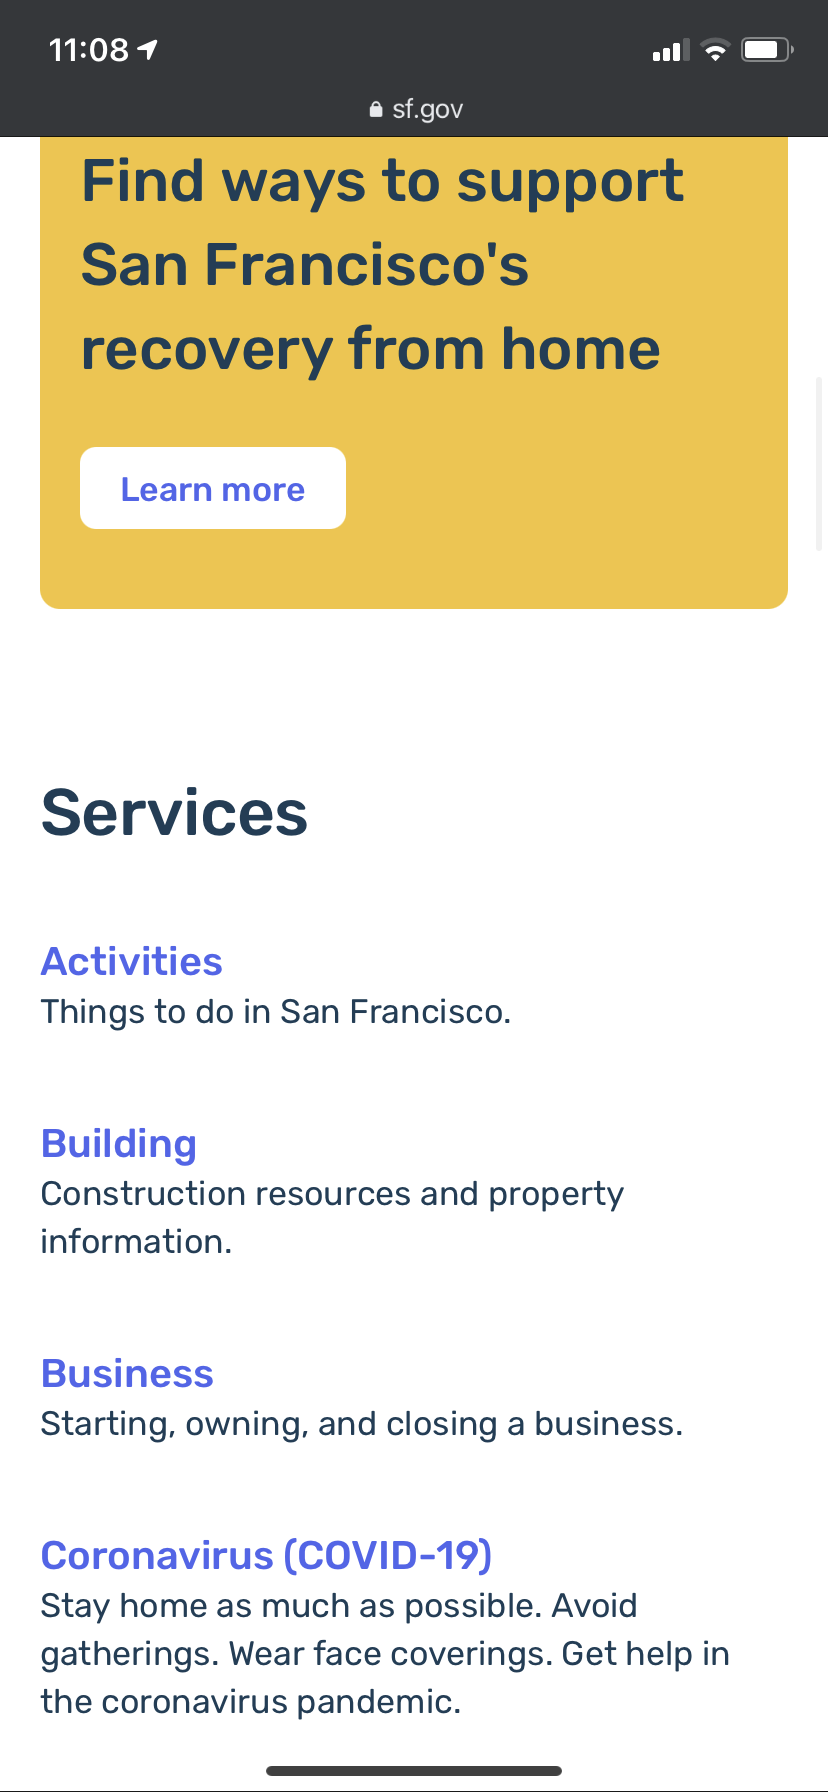 11:08
sf.gov
Find ways to support
San Francisco's
recovery from home
Learn more
Services
Activities
Things to do in San Francisco.
Building
Construction resources and property
information.
Business
Starting, owning, and closing a business.
Coronavirus (COVID-19)
Stay home as much as possible. Avoid
gatherings. Wear face coverings. Get help in
the coronavirus pandemic.